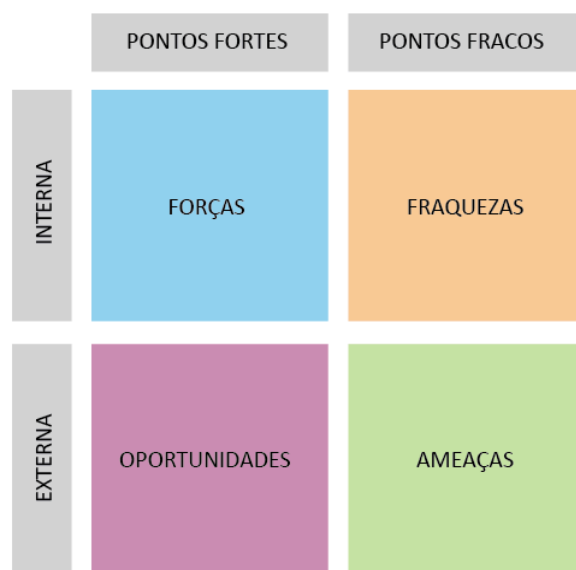 PONTOS FORTES
PONTOS FRACOS
INTERNA
FORÇAS
FRAQUEZAS
EXTERNA
OPORTUNIDADES
AMEAÇAS